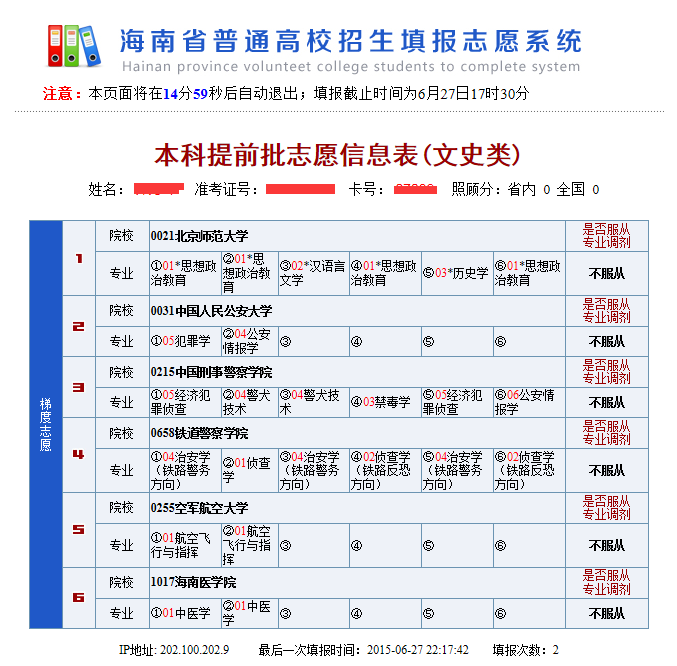 海南省普通高校招生填报志愿系统
Hainan province volunteet college students to complete system
注意：本页面将在14分59秒后自动退出；填报截止时间为6月27日17时30分
本科提前批志愿信息表(文史类)
姓名： 准考证号： 卡号： 照顾分：省内 0 全国 0
梯度志愿
1
院校 0021北京师范大学 是否服从专业调剂
专业 ①01*思想政治教育 ②01*思想政治教育 ③02*汉语言文学 ④01*思想政治教育 ⑤03*历史学 ⑥01*思想政治教育 不服从
2
院校 0031中国人民公安大学 是否服从专业调剂
专业 ①05犯罪学 ②04公安情报学 ③ ④ ⑤ ⑥ 不服从
3
院校 0215中国刑事警察学院 是否服从专业调剂
专业 ①05经济犯罪侦查 ②04警犬技术 ③04警犬技术 ④03禁毒学 ⑤05经济犯罪侦查 ⑥06公安情报学 不服从
4
院校 0658铁道警察学院 是否服从专业调剂
专业 ①04治安学（铁路警务方向） ②01侦查学 ③04治安学（铁路警务方向） ④02侦查学（铁路反恐方向） ⑤04治安学（铁路警务方向） ⑥02侦查学（铁路反恐方向） 不服从
5
院校 0255空军航空大学 是否服从专业调剂
专业 ①01航空飞行与指挥 ②01航空飞行与指挥 ③ ④ ⑤ ⑥ 不服从
6
院校 1017海南医学院 是否服从专业调剂
专业 ①01中医学 ②01中医学 ③ ④ ⑤ ⑥ 不服从
IP地址: 202.100.202.9 最后一次填报时间：2015-06-27 22:17:42 填报次数：2